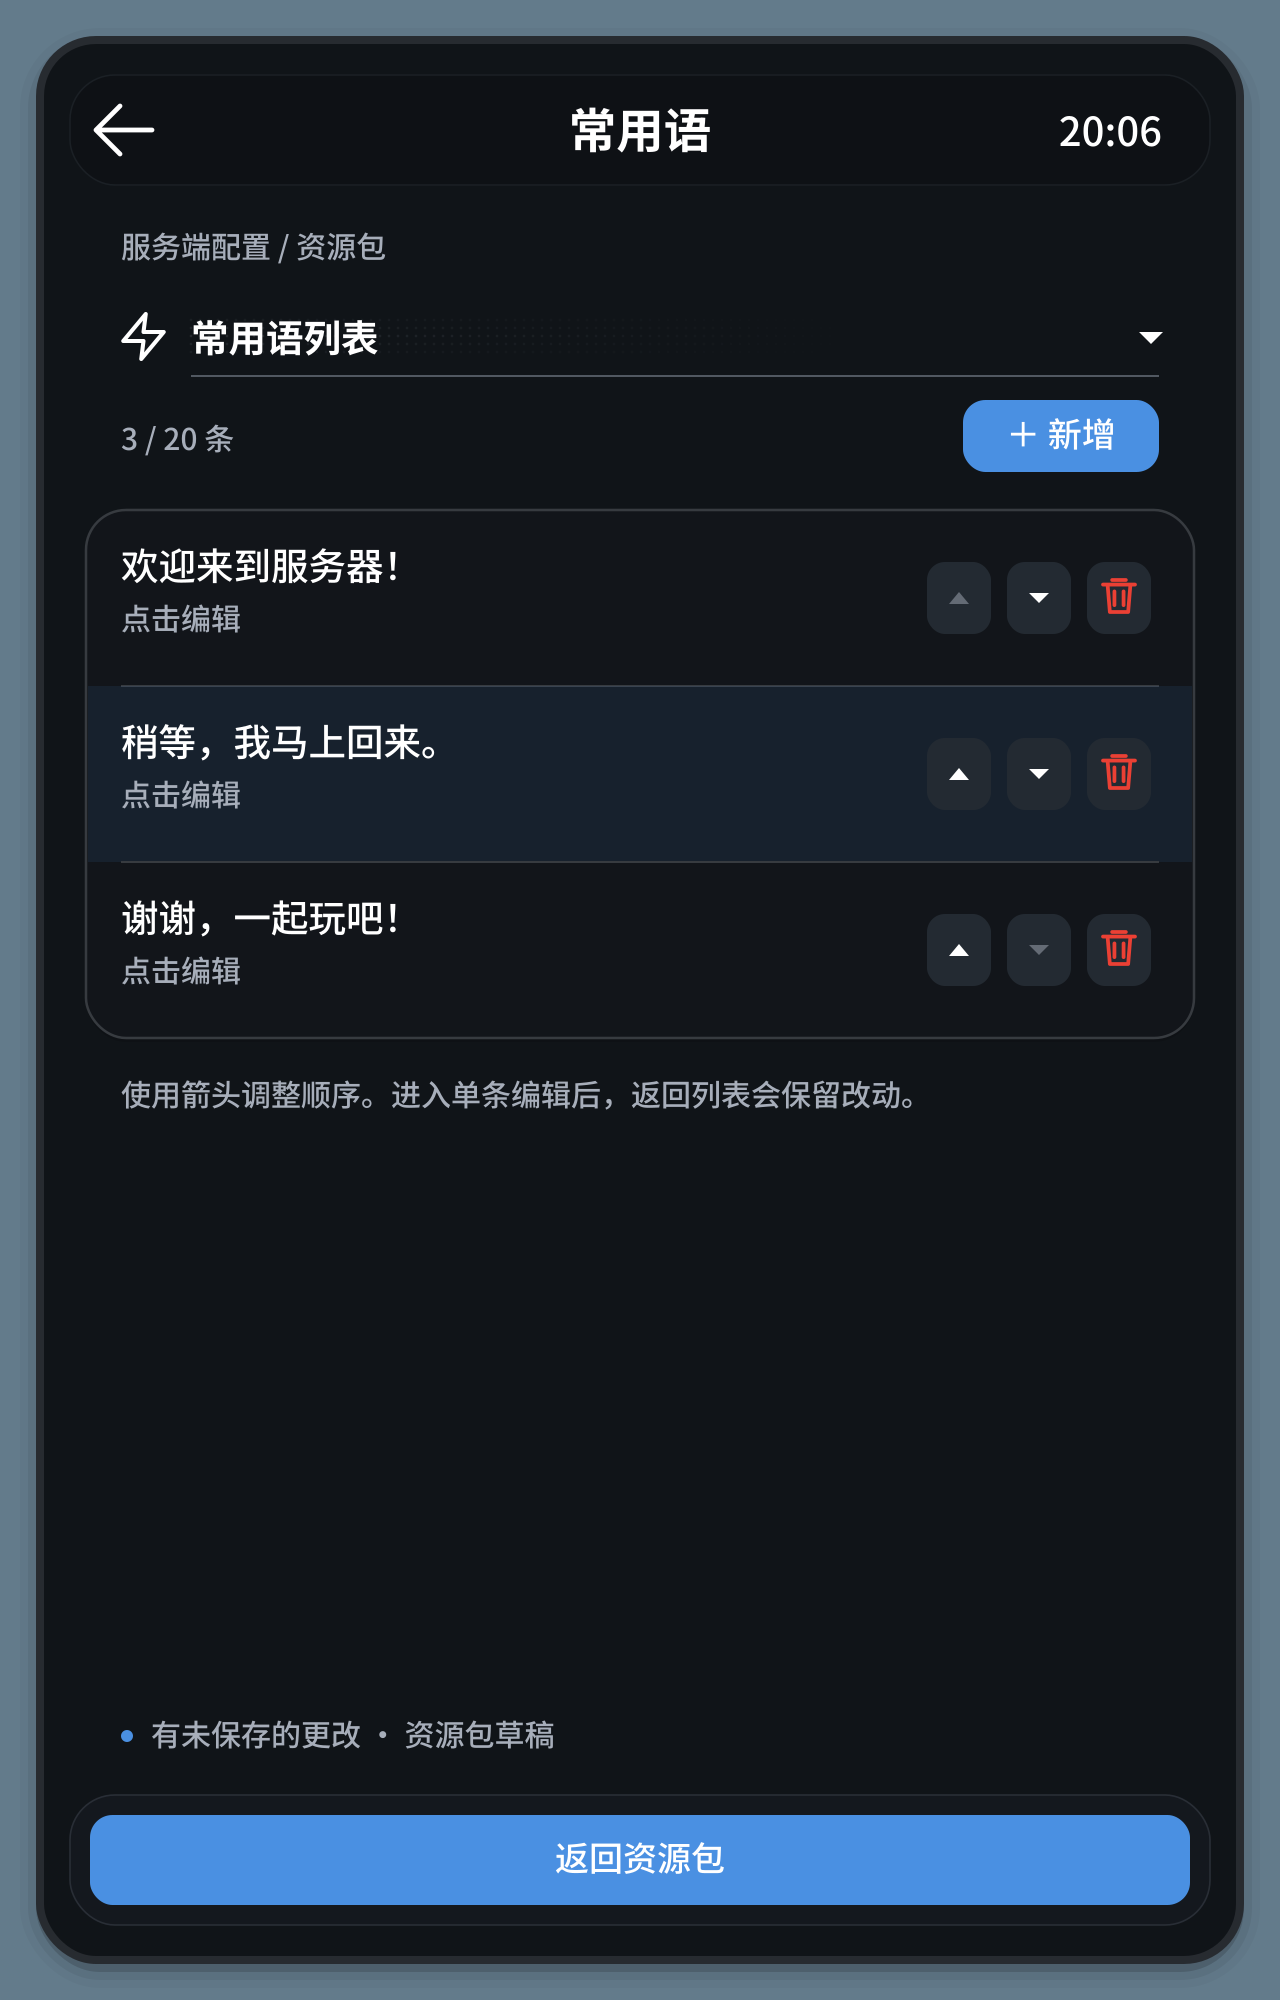 常用语
20:06
服务端配置 / 资源包
常用语列表
3 / 20 条
＋ 新增
欢迎来到服务器！
点击编辑
稍等，我马上回来。
点击编辑
谢谢，一起玩吧！
点击编辑
使用箭头调整顺序。进入单条编辑后，返回列表会保留改动。
有未保存的更改 · 资源包草稿
返回资源包